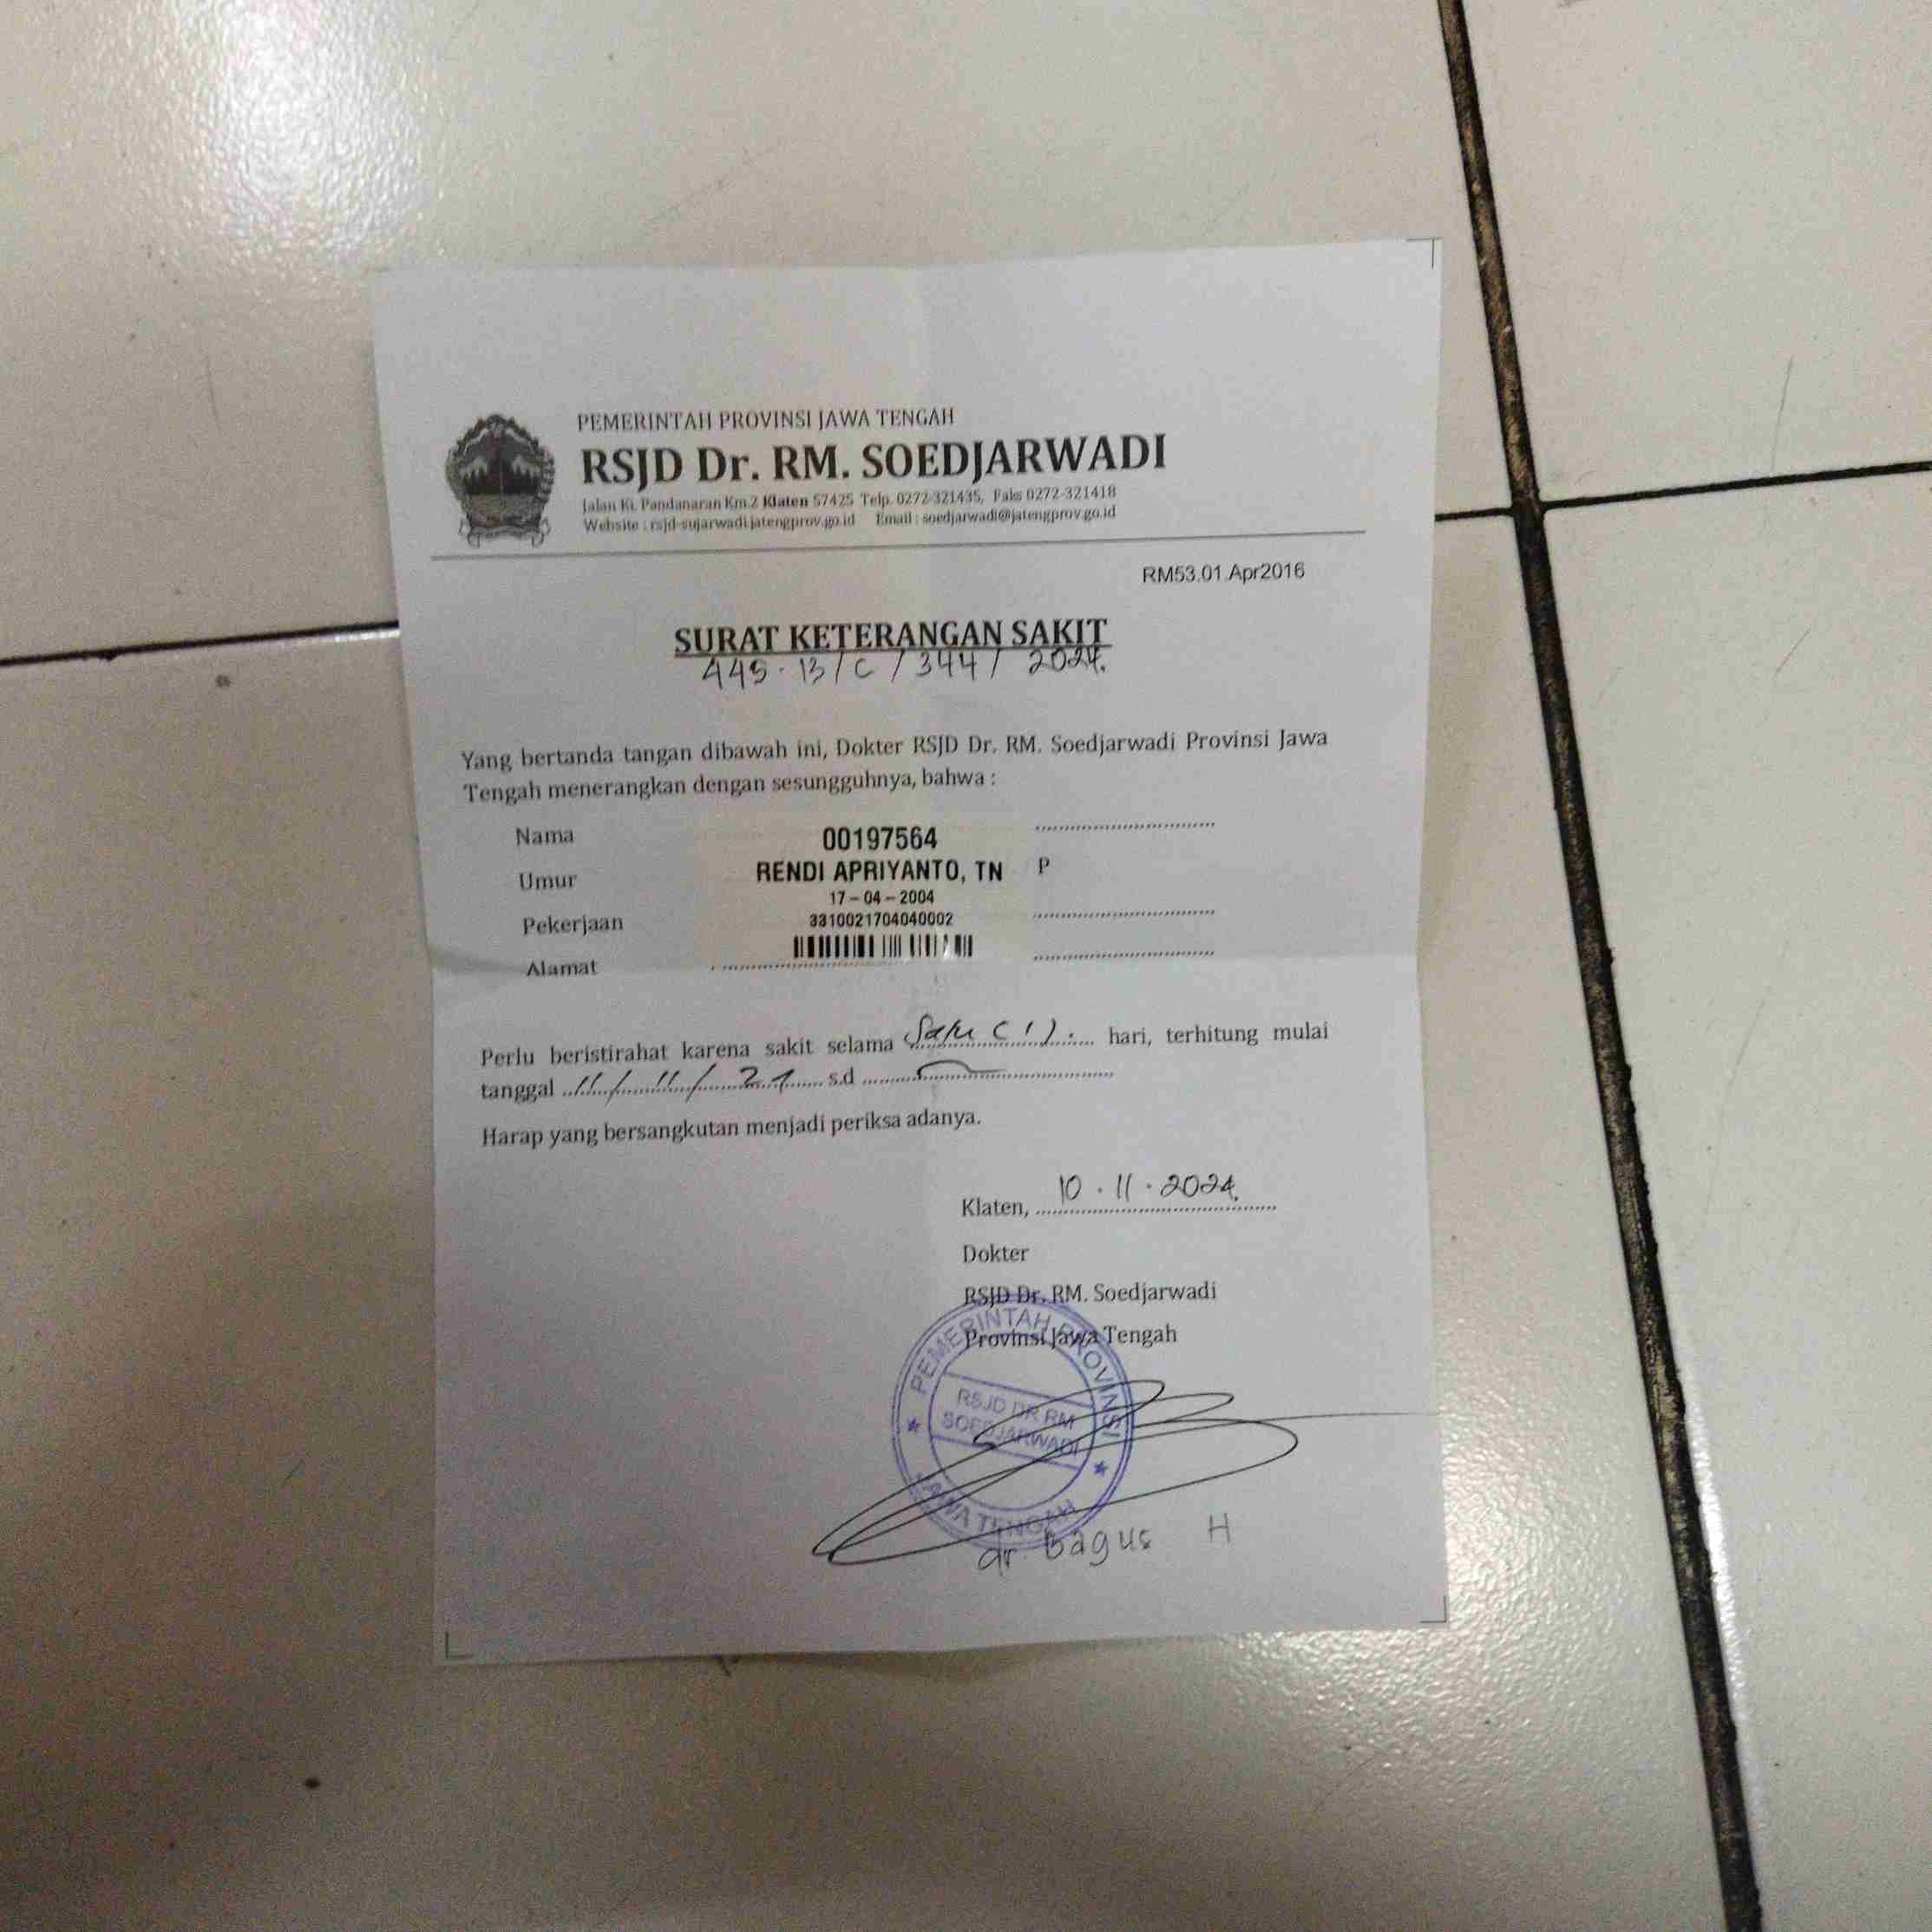 PEMERINTAH PROVINSI JAWA TENGAH
RSJD Dr. RM. SOEDJARWADI
Jalan Ki. Pandanaran Km.2 Klaten 57425 Telp. 0272-321435, Faks 0272-321418
Website : rsjd-sujarwadi.jatengprov.go.id Email : soedjarwadi@jatengprov.go.id
RM53.01.Apr2016
SURAT KETERANGAN SAKIT
445.13/C/344/2024.
Yang bertanda tangan dibawah ini, Dokter RSJD Dr. RM. Soedjarwadi Provinsi Jawa
Tengah menerangkan dengan sesungguhnya, bahwa :
Nama 00197564
Umur RENDI APRIYANTO, TN P
17-04-2004
Pekerjaan 3310021704040002
Alamat
Perlu beristirahat karena sakit selama Satu (1) hari, terhitung mulai
tanggal 11/11/ s.d
Harap yang bersangkutan menjadi periksa adanya.
Klaten, 10.11.2024.
Dokter
RSJD Dr. RM. Soedjarwadi
Provinsi Jawa Tengah
PEMERINTAH PROVINSI
RSJD DR RM
SOEDJARWADI
JAWA TENGAH
dr. Bagus H